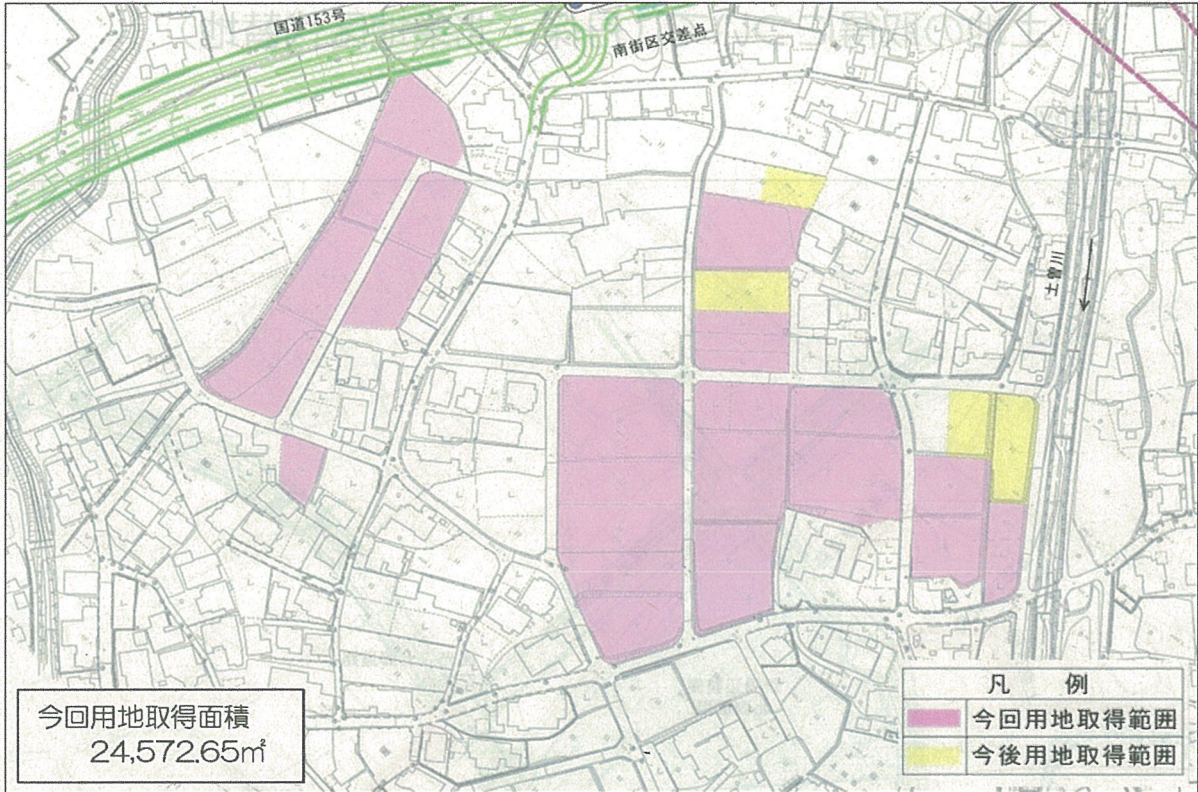 国道153号
南街区交差点
土曽川
今回用地取得面積
24,572.65㎡
凡 例
今回用地取得範囲
今後用地取得範囲